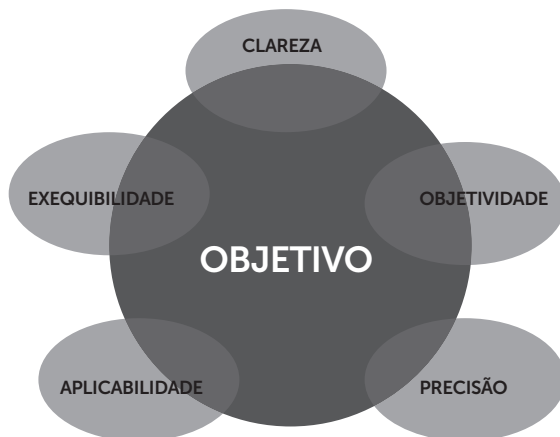 CLAREZA
EXEQUIBILIDADE
OBJETIVIDADE
OBJETIVO
APLICABILIDADE
PRECISÃO